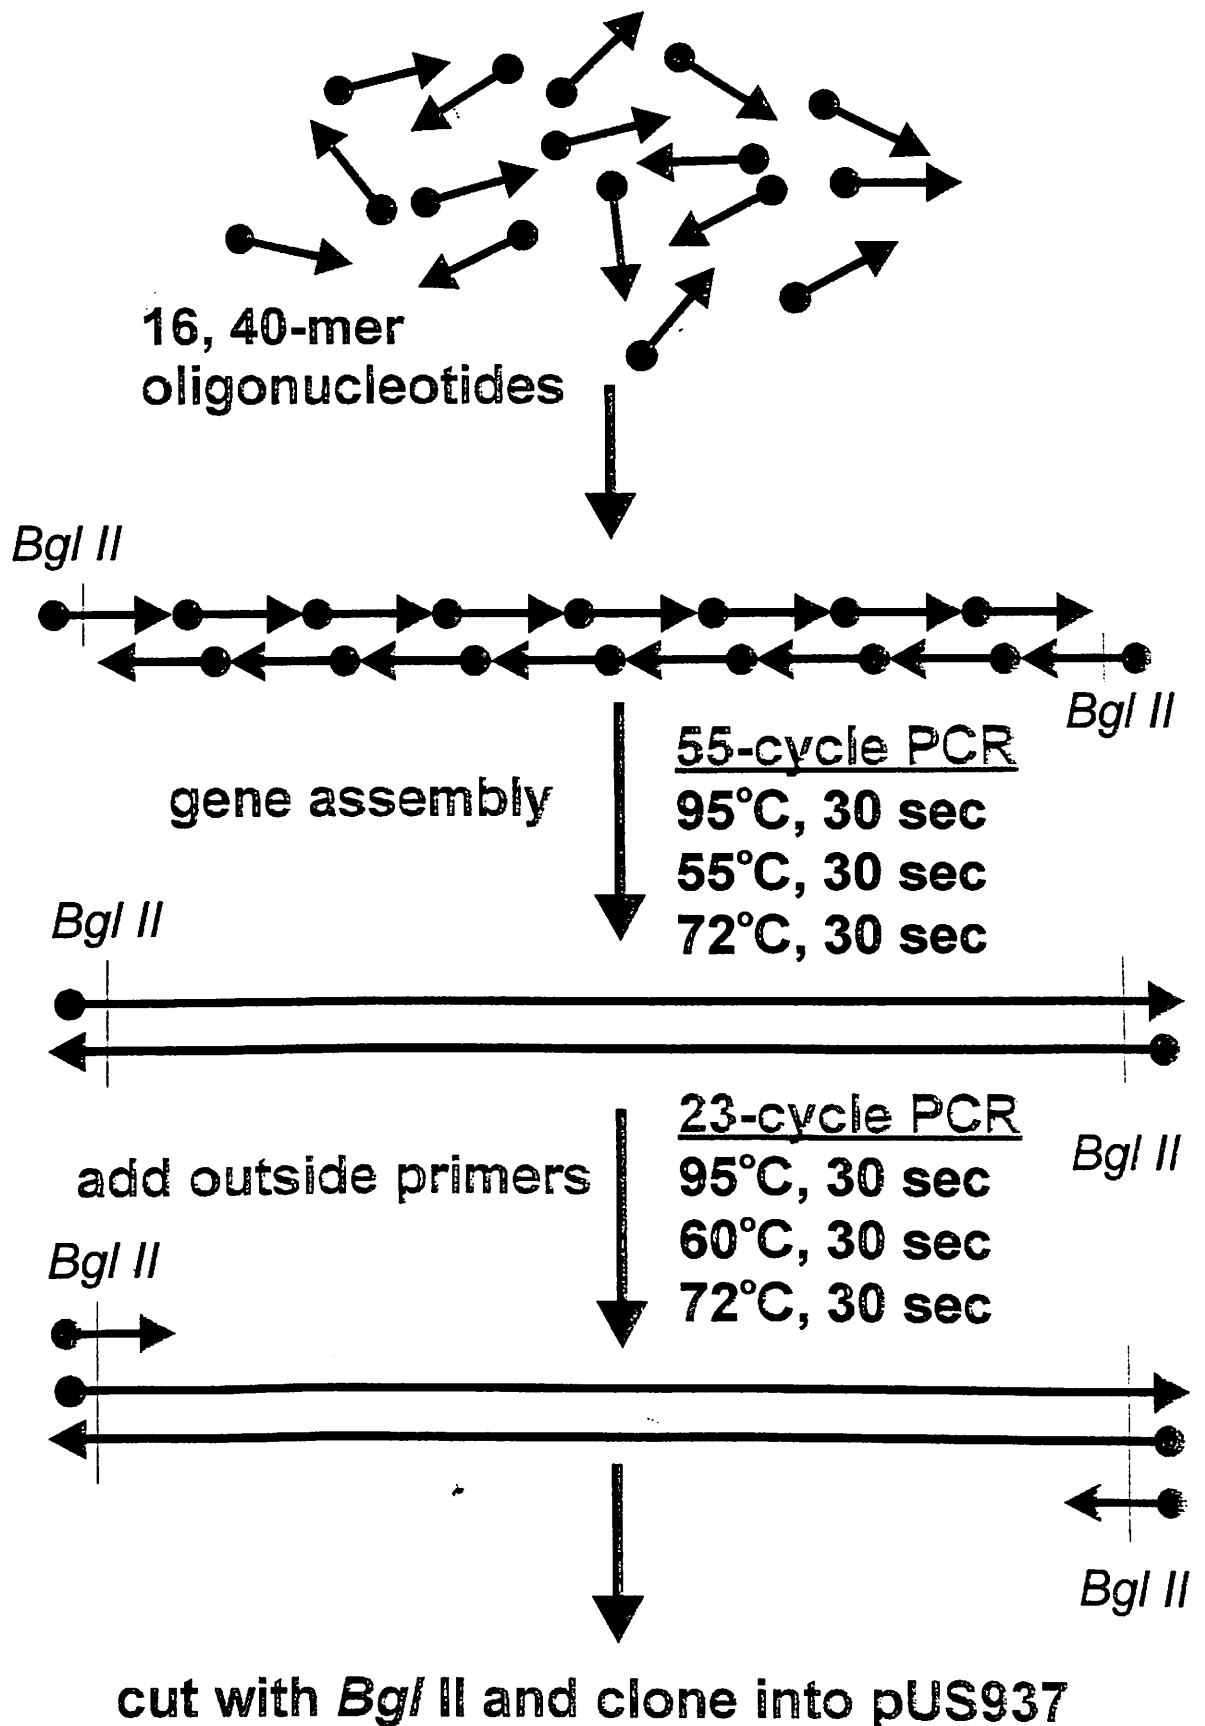 16, 40-mer
oligonucleotides
Bgl II
Bgl II
gene assembly
55-cycle PCR
95°C, 30 sec
55°C, 30 sec
72°C, 30 sec
Bgl II
Bgl II
add outside primers
23-cycle PCR
95°C, 30 sec
60°C, 30 sec
72°C, 30 sec
Bgl II
Bgl II
cut with Bgl II and clone into pUS937